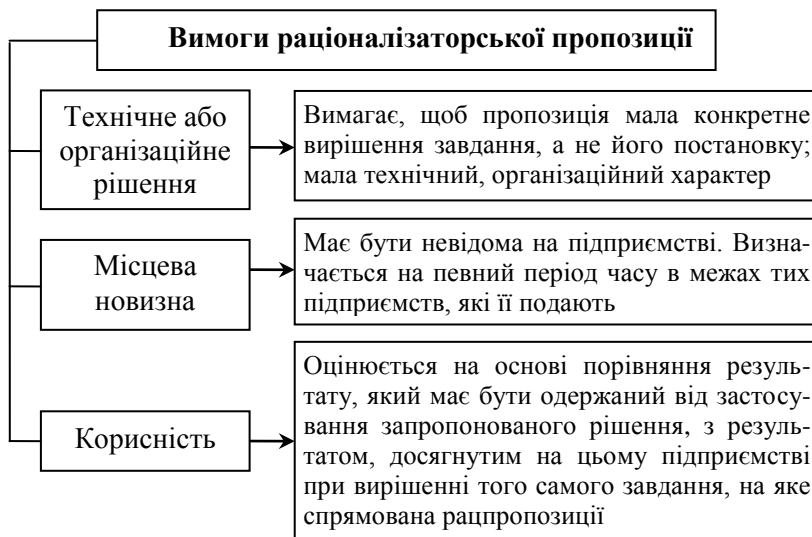 Вимоги раціоналізаторської пропозиції
Технічне або
організаційне
рішення
Вимагає, щоб пропозиція мала конкретне
вирішення завдання, а не його постановку;
мала технічний, організаційний характер
Місцева
новизна
Має бути невідома на підприємстві. Визна-
чається на певний період часу в межах тих
підприємств, які її подають
Корисність
Оцінюється на основі порівняння резуль-
тату, який має бути одержаний від застосу-
вання запропонованого рішення, з резуль-
татом, досягнутим на цьому підприємстві
при вирішенні того самого завдання, на яке
спрямована рацпропозиції